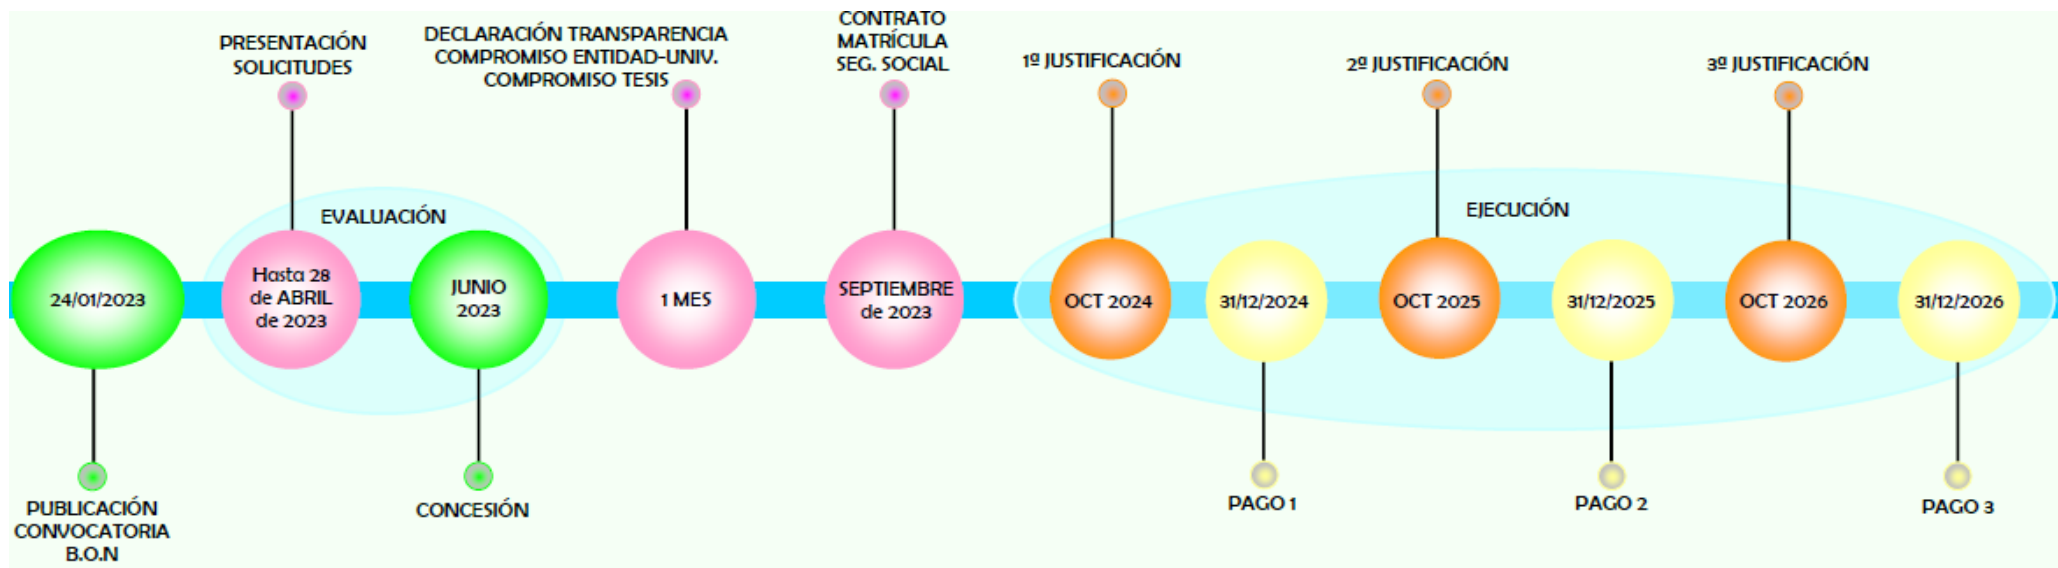 PRESENTACIÓN
SOLICITUDES
DECLARACIÓN TRANSPARENCIA
COMPROMISO ENTIDAD-UNIV.
COMPROMISO TESIS
CONTRATO
MATRÍCULA
SEG. SOCIAL
1ª JUSTIFICACIÓN
2ª JUSTIFICACIÓN
3ª JUSTIFICACIÓN
EVALUACIÓN
EJECUCIÓN
24/01/2023
Hasta 28
de ABRIL
de 2023
JUNIO
2023
1 MES
SEPTIEMBRE
de 2023
OCT 2024
31/12/2024
OCT 2025
31/12/2025
OCT 2026
31/12/2026
PUBLICACIÓN
CONVOCATORIA
B.O.N
CONCESIÓN
PAGO 1
PAGO 2
PAGO 3